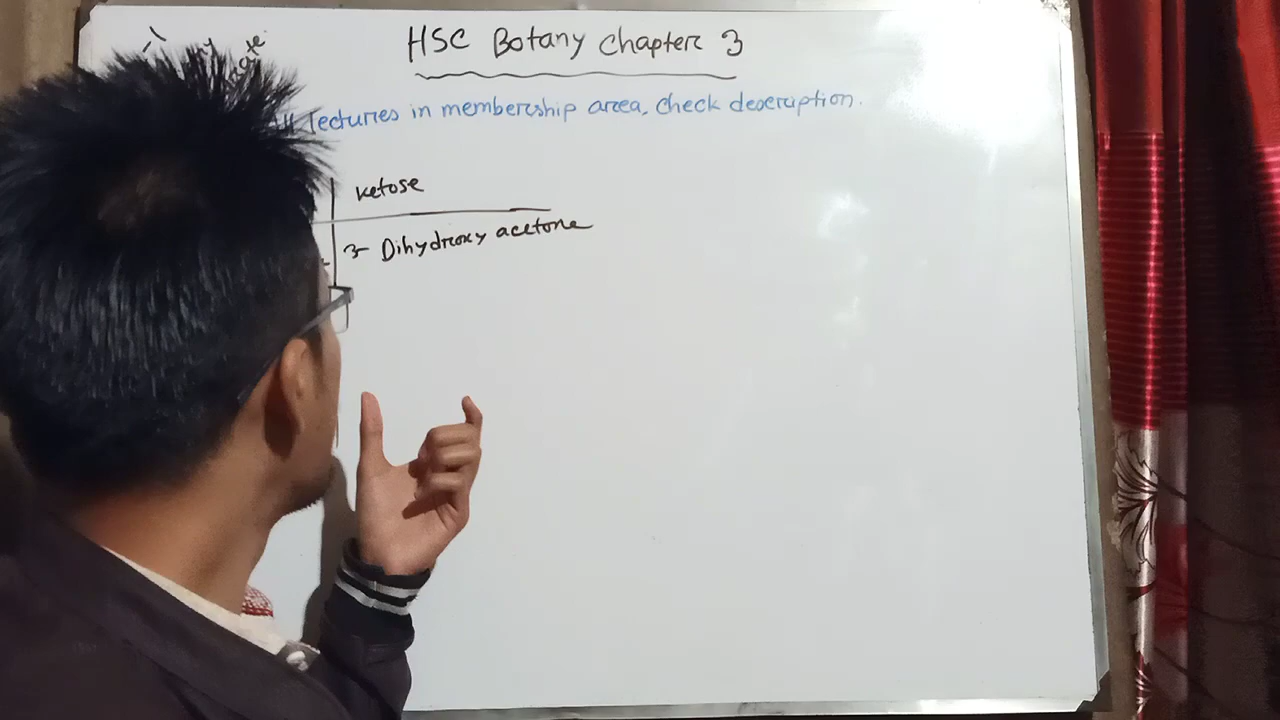 HSC Botany Chapter 3
lectures in membership area, check description.
ketose
3- Dihydroxy acetone